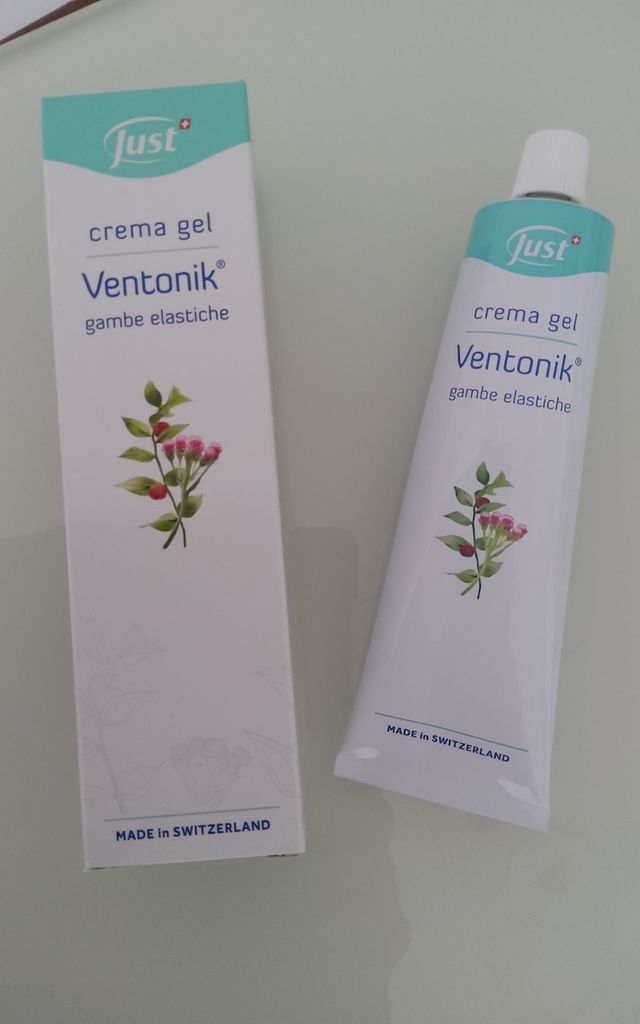 Just
crema gel
Ventonik®
gambe elastiche
MADE in SWITZERLAND
Just
crema gel
Ventonik®
gambe elastiche
MADE in SWITZERLAND